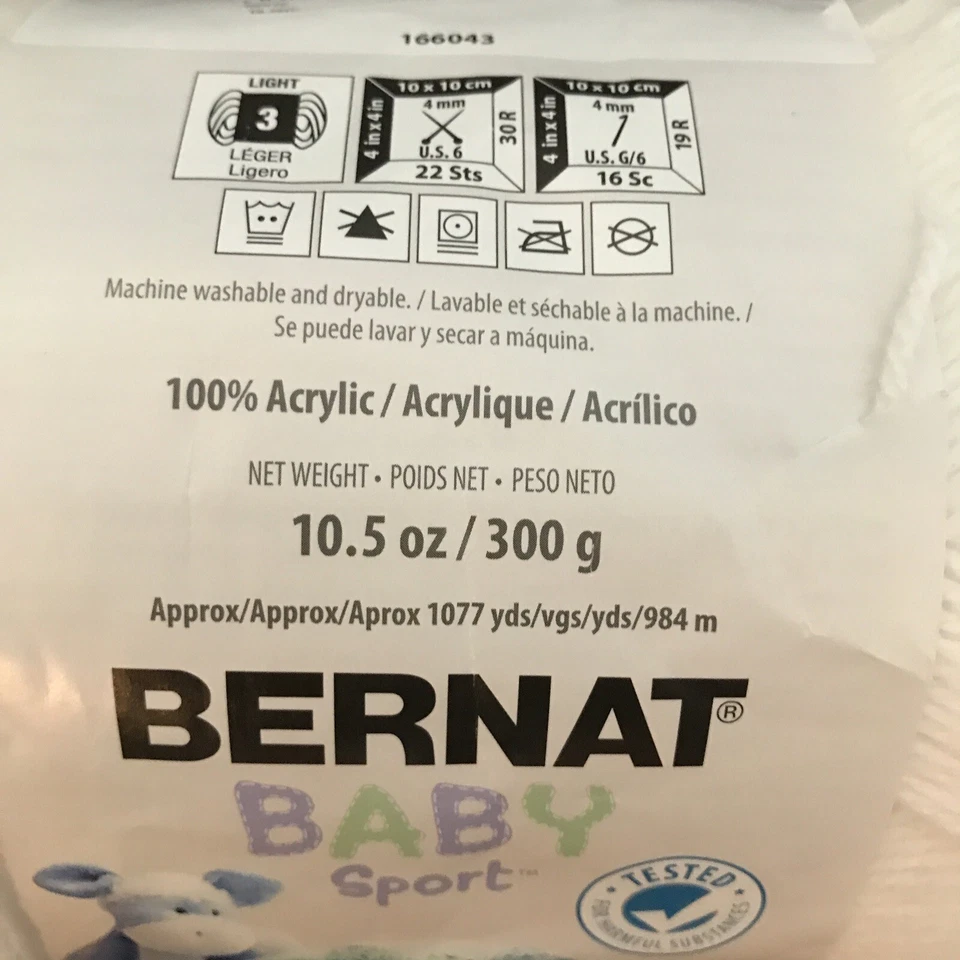 166043
LIGHT
3
LÉGER
Ligero
10 x 10 cm
4 in x 4 in
4 mm
U.S. 6
22 Sts
30 R
10 x 10 cm
4 in x 4 in
4 mm
U.S. G/6
16 Sc
19 R
Machine washable and dryable. / Lavable et séchable à la machine. /
Se puede lavar y secar a máquina.
100% Acrylic / Acrylique / Acrílico
NET WEIGHT • POIDS NET • PESO NETO
10.5 oz / 300 g
Approx/Approx/Aprox 1077 yds/vgs/yds/984 m
BERNAT®
BABY
Sport™
• TESTED •
FOR HARMFUL SUBSTANCES